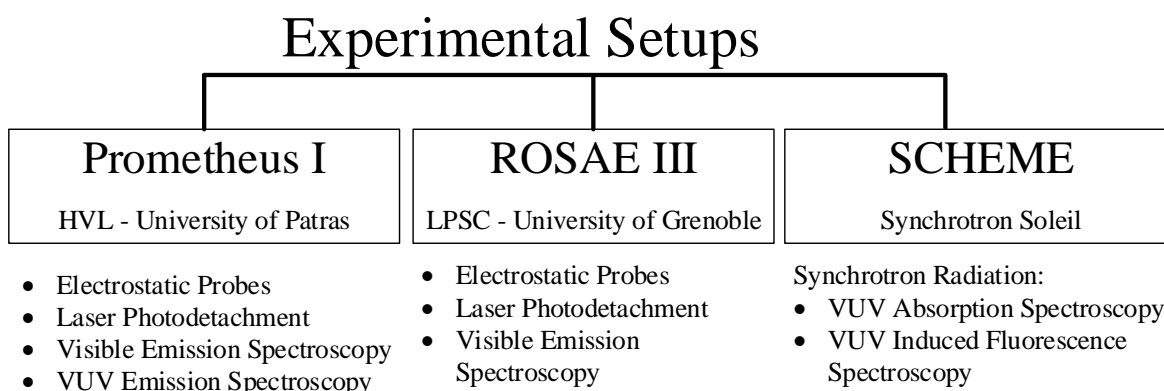 Experimental Setups
Prometheus I
HVL - University of Patras
• Electrostatic Probes
• Laser Photodetachment
• Visible Emission Spectroscopy
• VUV Emission Spectroscopy
ROSAE III
LPSC - University of Grenoble
• Electrostatic Probes
• Laser Photodetachment
• Visible Emission
Spectroscopy
SCHEME
Synchrotron Soleil
Synchrotron Radiation:
• VUV Absorption Spectroscopy
• VUV Induced Fluorescence
Spectroscopy